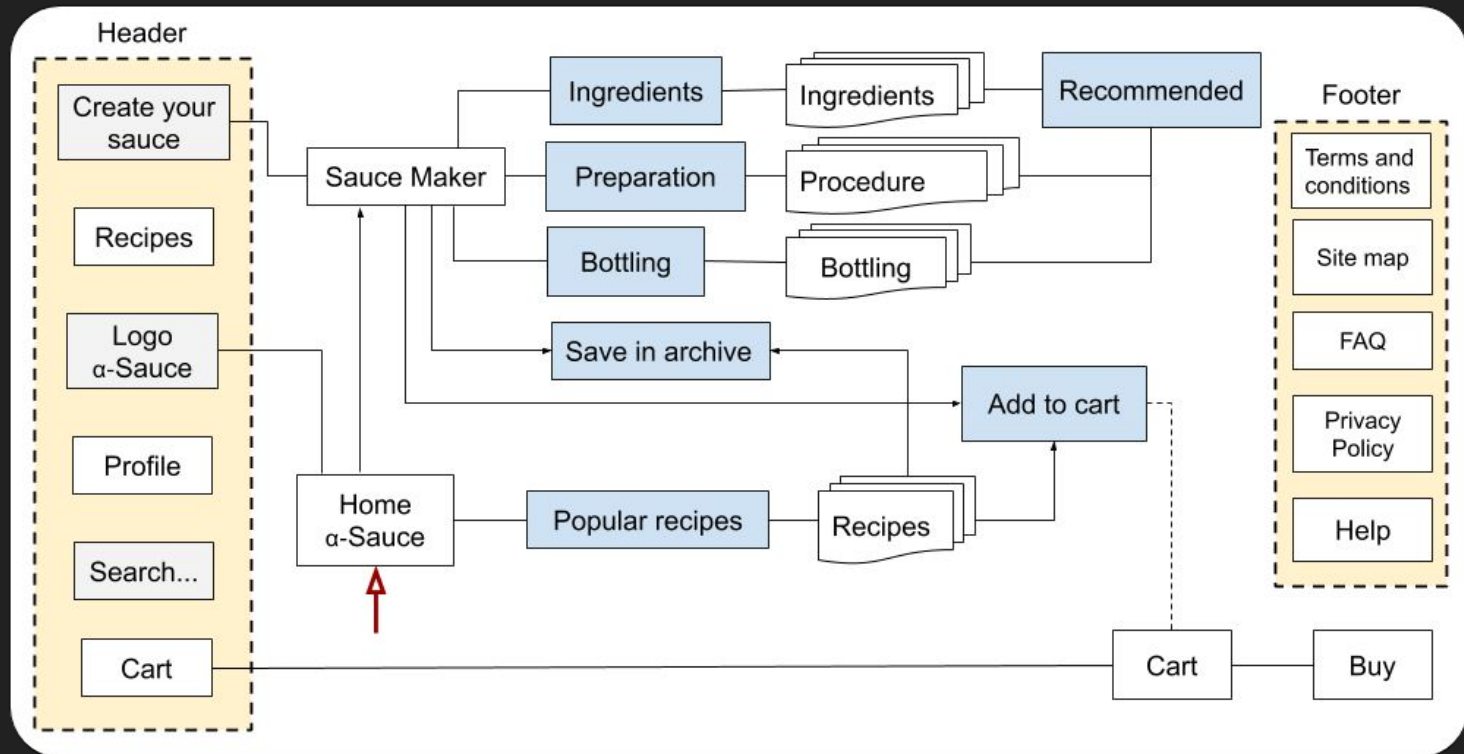 Header
Create your
sauce
Recipes
Logo
α-Sauce
Profile
Search...
Cart
Sauce Maker
Home
α-Sauce
Ingredients
Ingredients
Recommended
Preparation
Procedure
Bottling
Bottling
Save in archive
Add to cart
Popular recipes
Recipes
Cart
Buy
Footer
Terms and
conditions
Site map
FAQ
Privacy
Policy
Help